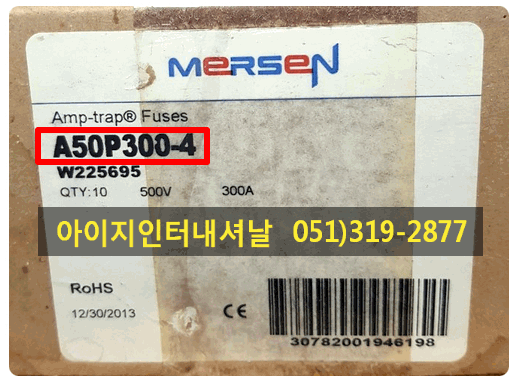 MERSEN
Amp-trap® Fuses
A50P300-4
W225695
QTY:10 500V 300A
아이지인터내셔날 051)319-2877
RoHS
12/30/2013 CE
30782001946198